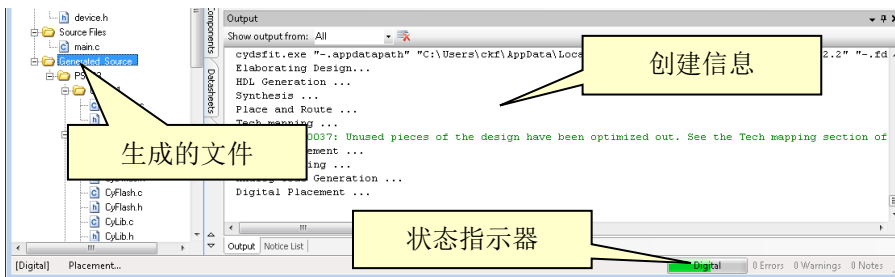 device.h
Source Files
main.c
Generated_Source
CyFlash.c
CyFlash.h
CyLib.c
CyLib.h
生成的文件
Components
Datasheets
Output
Show output from: All
cydsfit.exe "-.appdatapath" "C:\Users\ckf\AppData\Loca
2.2" "-.fd
Elaborating Design...
HDL Generation ...
Synthesis ...
Place and Route ...
Tech mapping ...
0037: Unused pieces of the design have been optimized out. See the Tech mapping section of
ement ...
ing ...
Generation ...
Digital Placement ...
创建信息
状态指示器
Output Notice List
[Digital] Placement...
Digital 0 Errors 0 Warnings 0 Notes